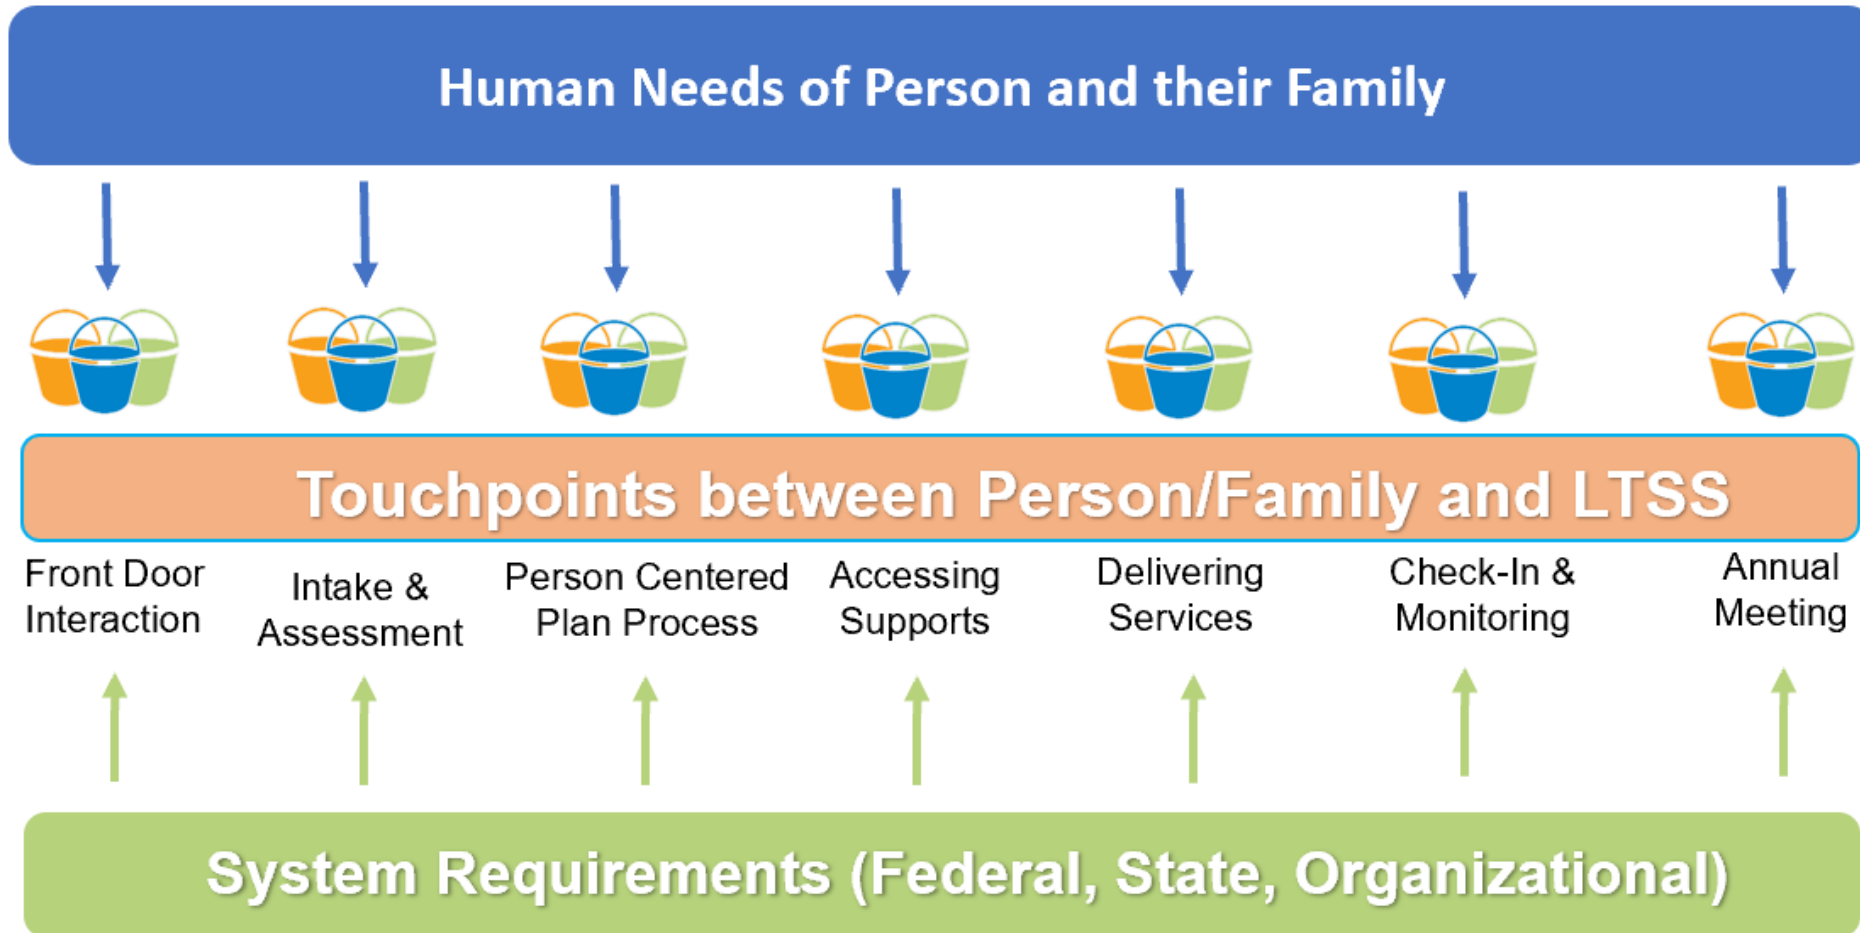 Human Needs of Person and their Family
Touchpoints between Person/Family and LTSS
Front Door
Interaction
Intake &
Assessment
Person Centered
Plan Process
Accessing
Supports
Delivering
Services
Check-In &
Monitoring
Annual
Meeting
System Requirements (Federal, State, Organizational)